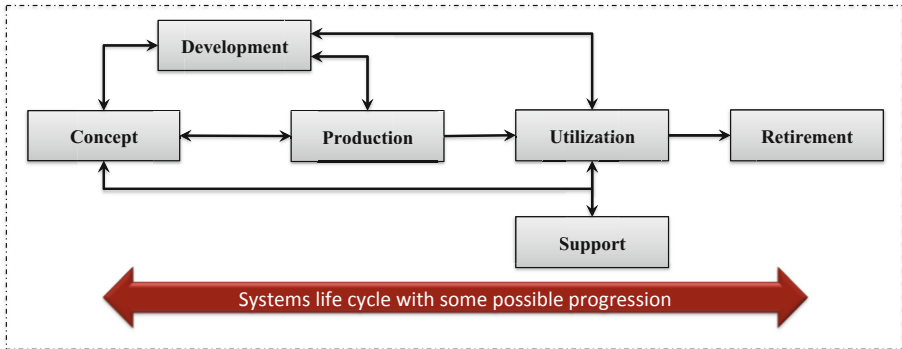 Development
Concept
Production
Utilization
Retirement
Support
Systems life cycle with some possible progression